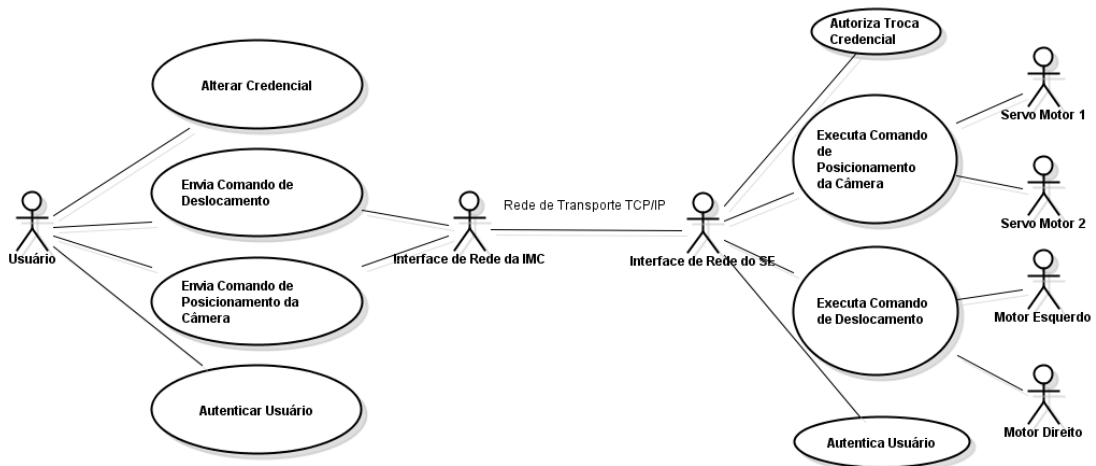 Autoriza Troca
Credencial
Alterar Credencial
Servo Motor 1
Executa Comando
de
Posicionamento
da Câmera
Envia Comando de
Deslocamento
Rede de Transporte TCP/IP
Servo Motor 2
Usuário
Interface de Rede da IMC
Interface de Rede do SE
Envia Comando de
Posicionamento da
Câmera
Executa Comando
de Deslocamento
Motor Esquerdo
Autenticar Usuário
Motor Direito
Autentica Usuário